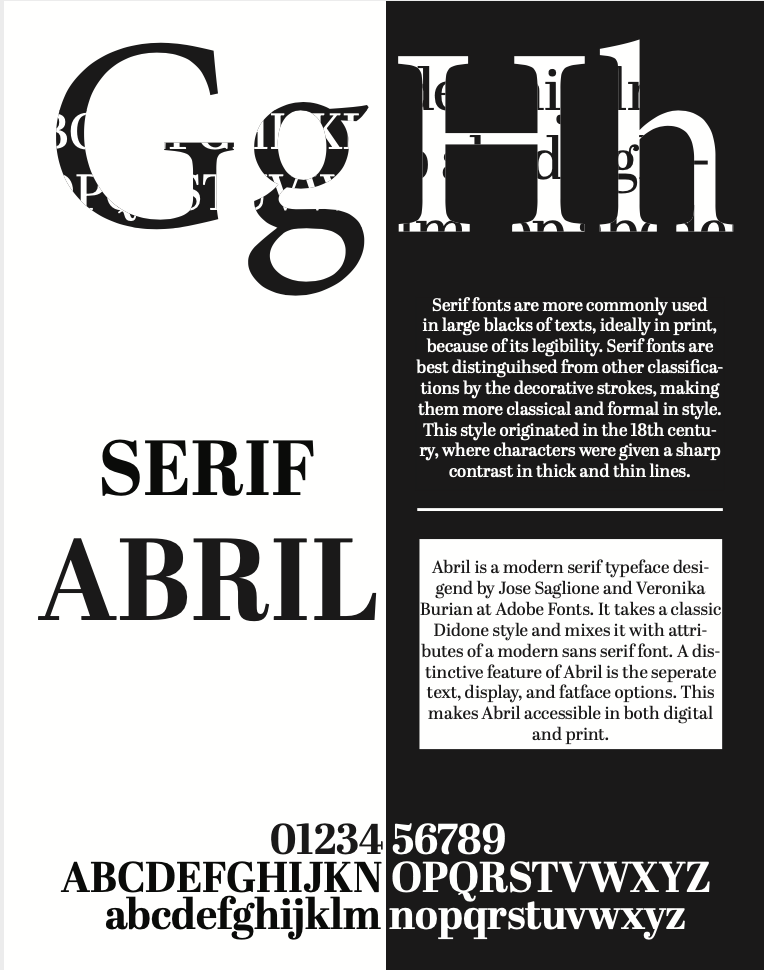 Gg
Hh
SERIF
ABRIL
Serif fonts are more commonly used
in large blacks of texts, ideally in print,
because of its legibility. Serif fonts are
best distinguihsed from other classifica-
tions by the decorative strokes, making
them more classical and formal in style.
This style originated in the 18th centu-
ry, where characters were given a sharp
contrast in thick and thin lines.
Abril is a modern serif typeface desi-
gend by Jose Saglione and Veronika
Burian at Adobe Fonts. It takes a classic
Didone style and mixes it with attri-
butes of a modern sans serif font. A dis-
tinctive feature of Abril is the seperate
text, display, and fatface options. This
makes Abril accessible in both digital
and print.
01234 56789
ABCDEFGHIJKN OPQRSTVWXYZ
abcdefghijklm nopqrstuvwxyz